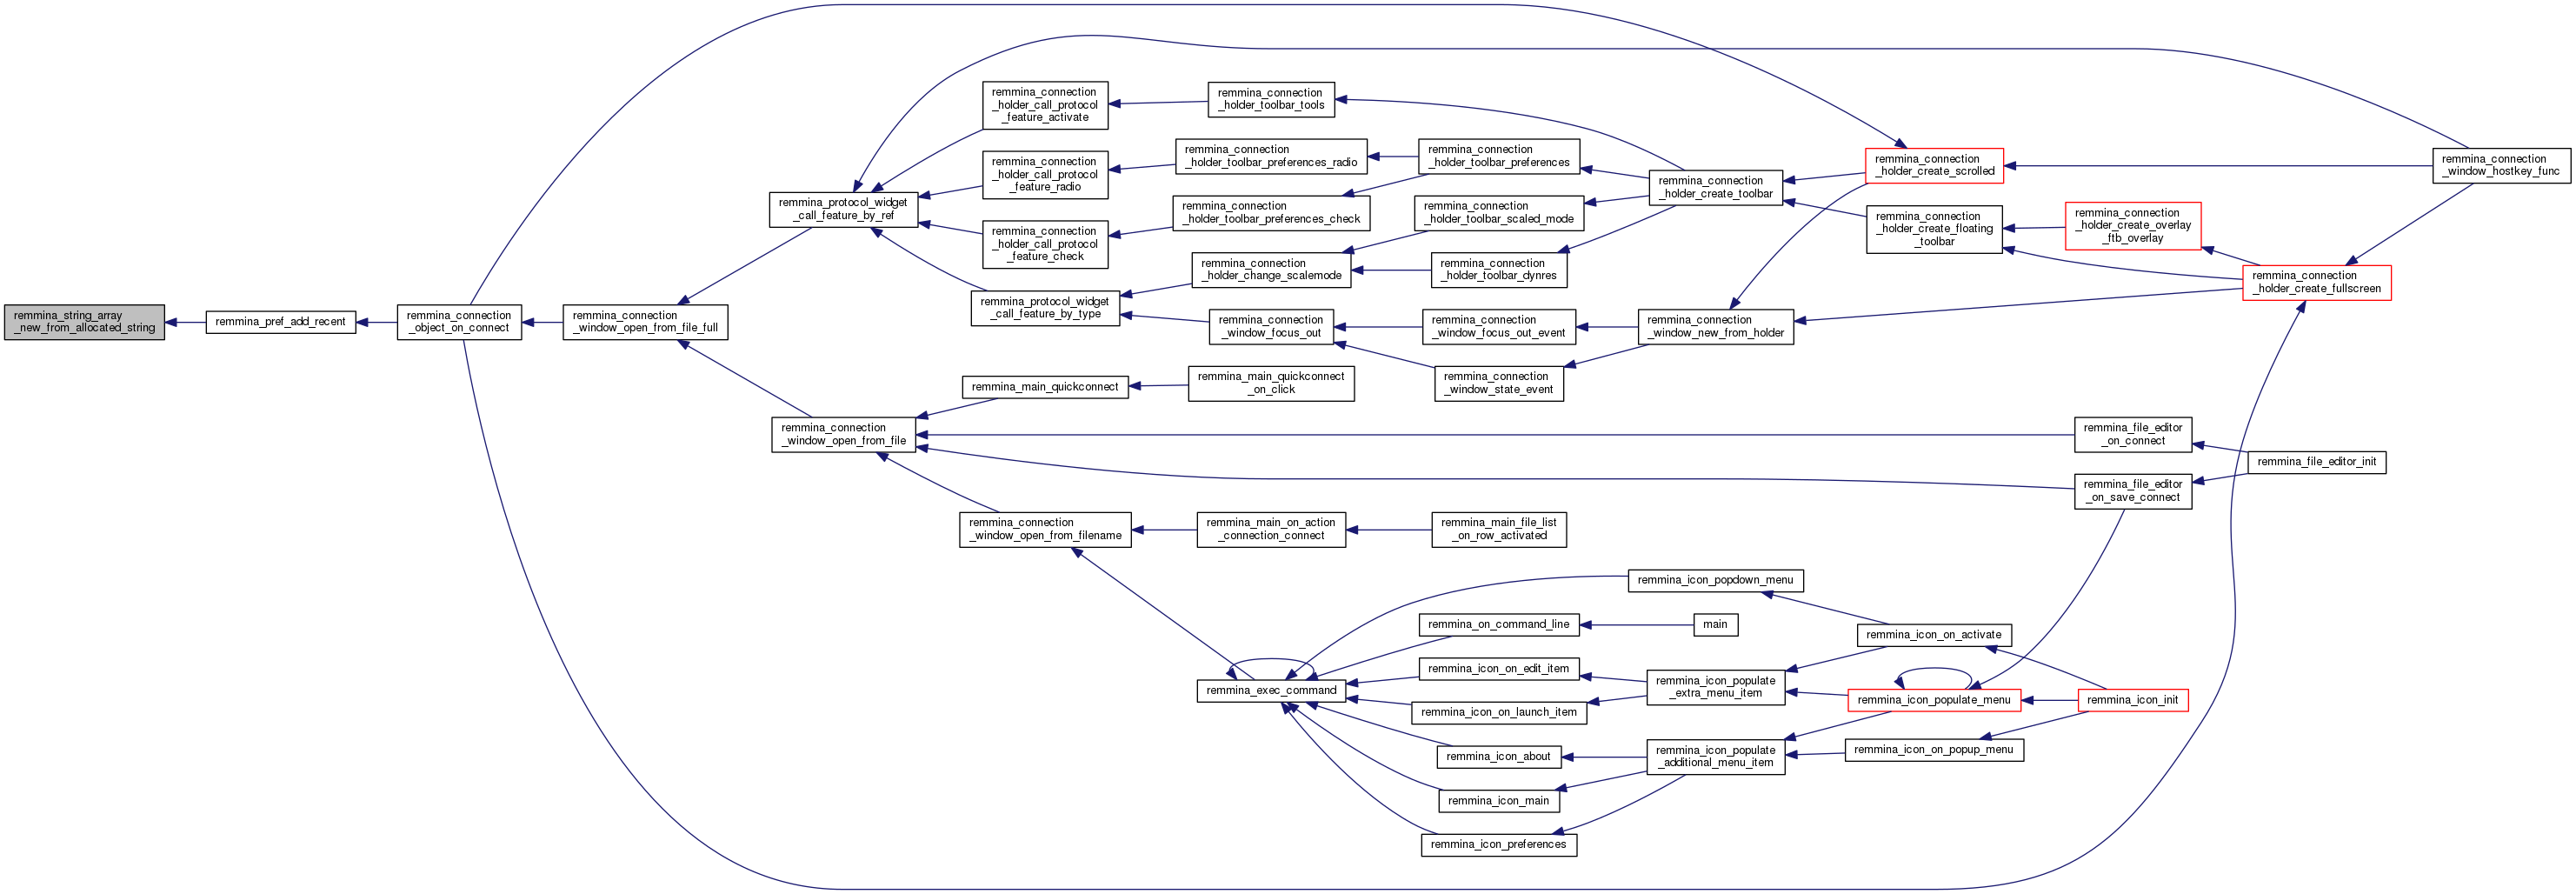 remmina_string_array
_new_from_allocated_string
remmina_pref_add_recent
remmina_connection
_object_on_connect
remmina_connection
_window_open_from_file_full
remmina_protocol_widget
_call_feature_by_ref
remmina_connection
_window_open_from_file
remmina_connection
_holder_call_protocol
_feature_activate
remmina_connection
_holder_call_protocol
_feature_radio
remmina_connection
_holder_call_protocol
_feature_check
remmina_protocol_widget
_call_feature_by_type
remmina_main_quickconnect
remmina_connection
_window_open_from_filename
remmina_connection
_holder_toolbar_tools
remmina_connection
_holder_toolbar_preferences_radio
remmina_connection
_holder_toolbar_preferences_check
remmina_connection
_holder_change_scalemode
remmina_connection
_window_focus_out
remmina_main_quickconnect
_on_click
remmina_main_on_action
_connection_connect
remmina_exec_command
remmina_connection
_holder_toolbar_preferences
remmina_connection
_holder_toolbar_scaled_mode
remmina_connection
_holder_toolbar_dynres
remmina_connection
_window_focus_out_event
remmina_connection
_window_state_event
remmina_main_file_list
_on_row_activated
remmina_on_command_line
remmina_icon_on_edit_item
remmina_icon_on_launch_item
remmina_icon_about
remmina_icon_main
remmina_icon_preferences
remmina_connection
_holder_create_toolbar
remmina_connection
_window_new_from_holder
remmina_icon_popdown_menu
main
remmina_icon_populate
_extra_menu_item
remmina_icon_populate
_additional_menu_item
remmina_connection
_holder_create_scrolled
remmina_connection
_holder_create_floating
_toolbar
remmina_icon_on_activate
remmina_icon_populate_menu
remmina_icon_on_popup_menu
remmina_connection
_holder_create_overlay
_ftb_overlay
remmina_file_editor
_on_connect
remmina_file_editor
_on_save_connect
remmina_icon_init
remmina_connection
_holder_create_fullscreen
remmina_file_editor_init
remmina_connection
_window_hostkey_func